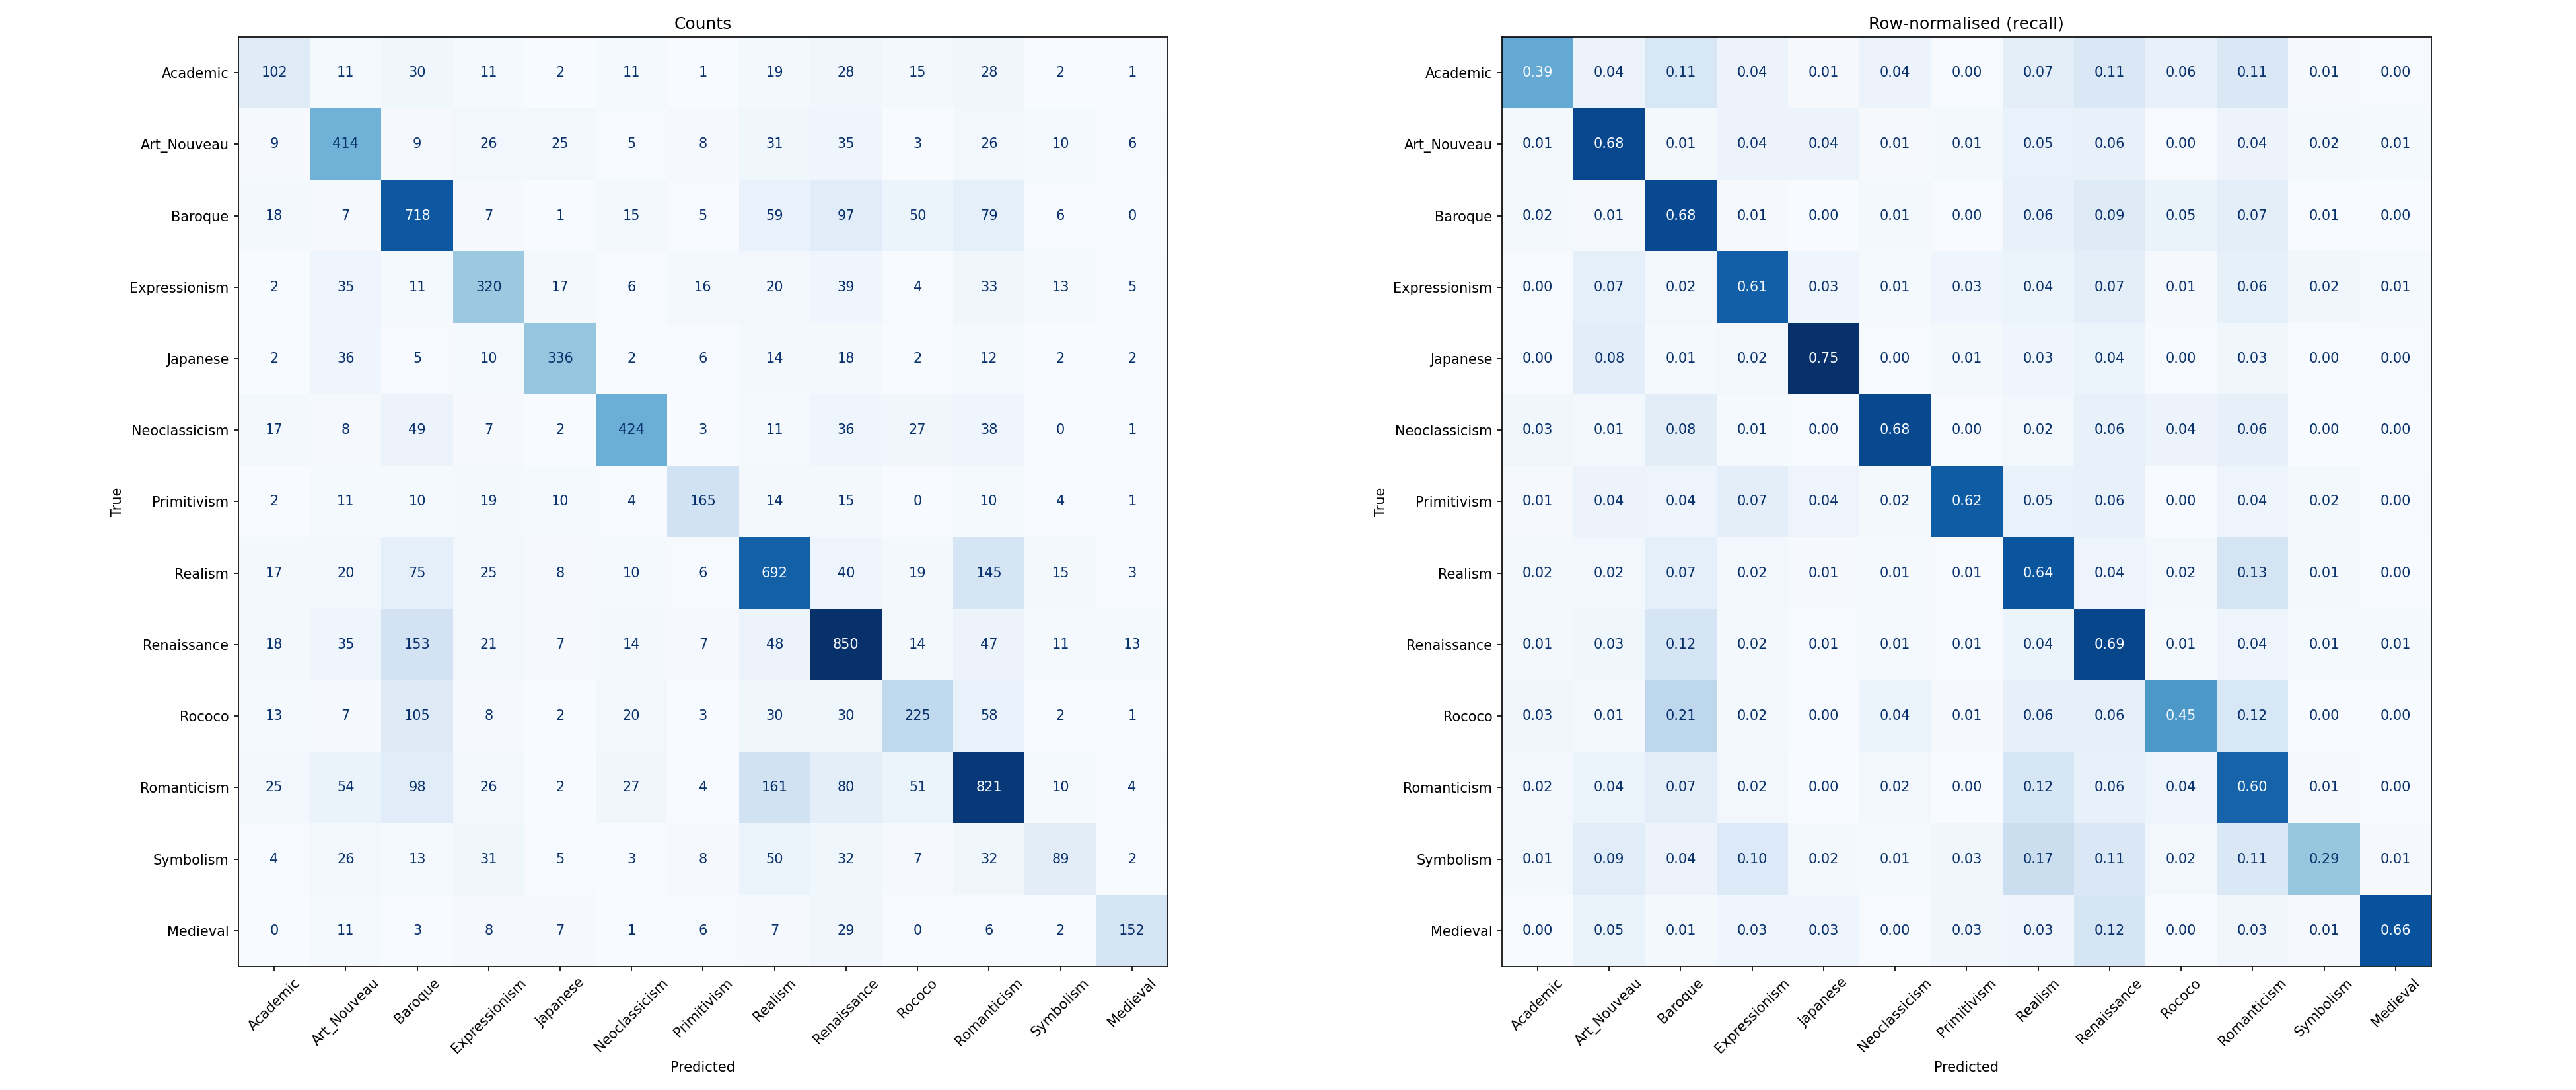 Counts
True
Academic 102 11 30 11 2 11 1 19 28 15 28 2 1
Art_Nouveau 9 414 9 26 25 5 8 31 35 3 26 10 6
Baroque 18 7 718 7 1 15 5 59 97 50 79 6 0
Expressionism 2 35 11 320 17 6 16 20 39 4 33 13 5
Japanese 2 36 5 10 336 2 6 14 18 2 12 2 2
Neoclassicism 17 8 49 7 2 424 3 11 36 27 38 0 1
Primitivism 2 11 10 19 10 4 165 14 15 0 10 4 1
Realism 17 20 75 25 8 10 6 692 40 19 145 15 3
Renaissance 18 35 153 21 7 14 7 48 850 14 47 11 13
Rococo 13 7 105 8 2 20 3 30 30 225 58 2 1
Romanticism 25 54 98 26 2 27 4 161 80 51 821 10 4
Symbolism 4 26 13 31 5 3 8 50 32 7 32 89 2
Medieval 0 11 3 8 7 1 6 7 29 0 6 2 152
Academic Art_Nouveau Baroque Expressionism Japanese Neoclassicism Primitivism Realism Renaissance Rococo Romanticism Symbolism Medieval
Predicted
Row-normalised (recall)
True
Academic 0.39 0.04 0.11 0.04 0.01 0.04 0.00 0.07 0.11 0.06 0.11 0.01 0.00
Art_Nouveau 0.01 0.68 0.01 0.04 0.04 0.01 0.01 0.05 0.06 0.00 0.04 0.02 0.01
Baroque 0.02 0.01 0.68 0.01 0.00 0.01 0.00 0.06 0.09 0.05 0.07 0.01 0.00
Expressionism 0.00 0.07 0.02 0.61 0.03 0.01 0.03 0.04 0.07 0.01 0.06 0.02 0.01
Japanese 0.00 0.08 0.01 0.02 0.75 0.00 0.01 0.03 0.04 0.00 0.03 0.00 0.00
Neoclassicism 0.03 0.01 0.08 0.01 0.00 0.68 0.00 0.02 0.06 0.04 0.06 0.00 0.00
Primitivism 0.01 0.04 0.04 0.07 0.04 0.02 0.62 0.05 0.06 0.00 0.04 0.02 0.00
Realism 0.02 0.02 0.07 0.02 0.01 0.01 0.01 0.64 0.04 0.02 0.13 0.01 0.00
Renaissance 0.01 0.03 0.12 0.02 0.01 0.01 0.01 0.04 0.69 0.01 0.04 0.01 0.01
Rococo 0.03 0.01 0.21 0.02 0.00 0.04 0.01 0.06 0.06 0.45 0.12 0.00 0.00
Romanticism 0.02 0.04 0.07 0.02 0.00 0.02 0.00 0.12 0.06 0.04 0.60 0.01 0.00
Symbolism 0.01 0.09 0.04 0.10 0.02 0.01 0.03 0.17 0.11 0.02 0.11 0.29 0.01
Medieval 0.00 0.05 0.01 0.03 0.03 0.00 0.03 0.03 0.12 0.00 0.03 0.01 0.66
Academic Art_Nouveau Baroque Expressionism Japanese Neoclassicism Primitivism Realism Renaissance Rococo Romanticism Symbolism Medieval
Predicted